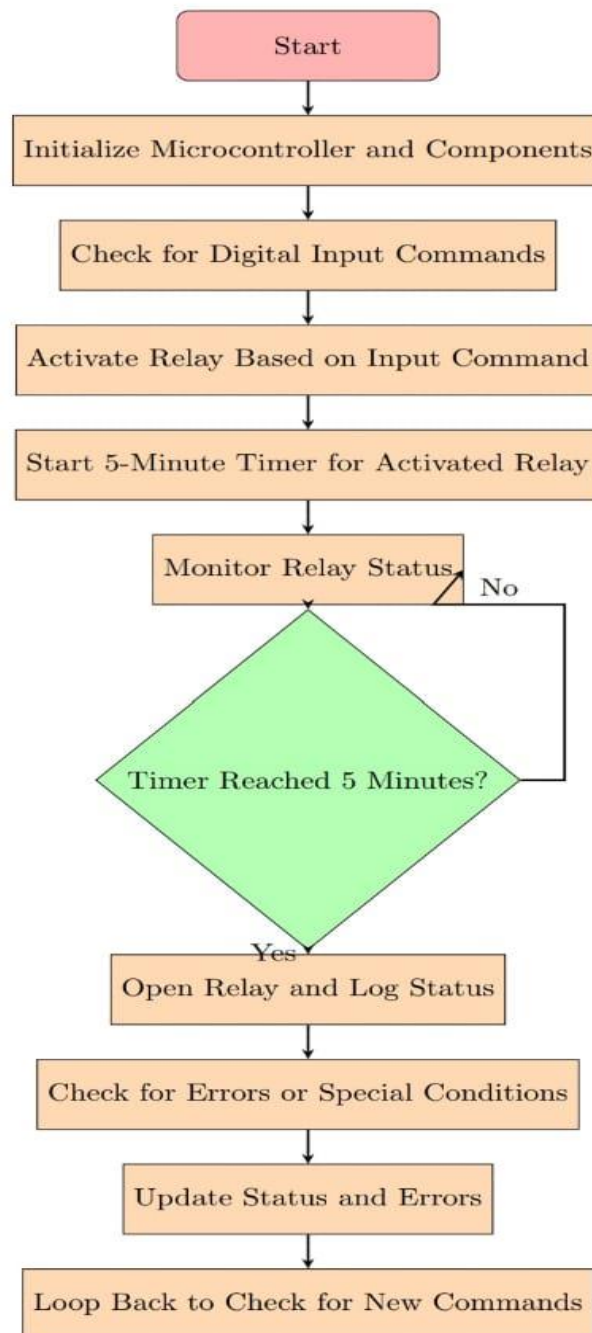 Start
Initialize Microcontroller and Components
Check for Digital Input Commands
Activate Relay Based on Input Command
Start 5-Minute Timer for Activated Relay
Monitor Relay Status
No
Timer Reached 5 Minutes?
Yes
Open Relay and Log Status
Check for Errors or Special Conditions
Update Status and Errors
Loop Back to Check for New Commands